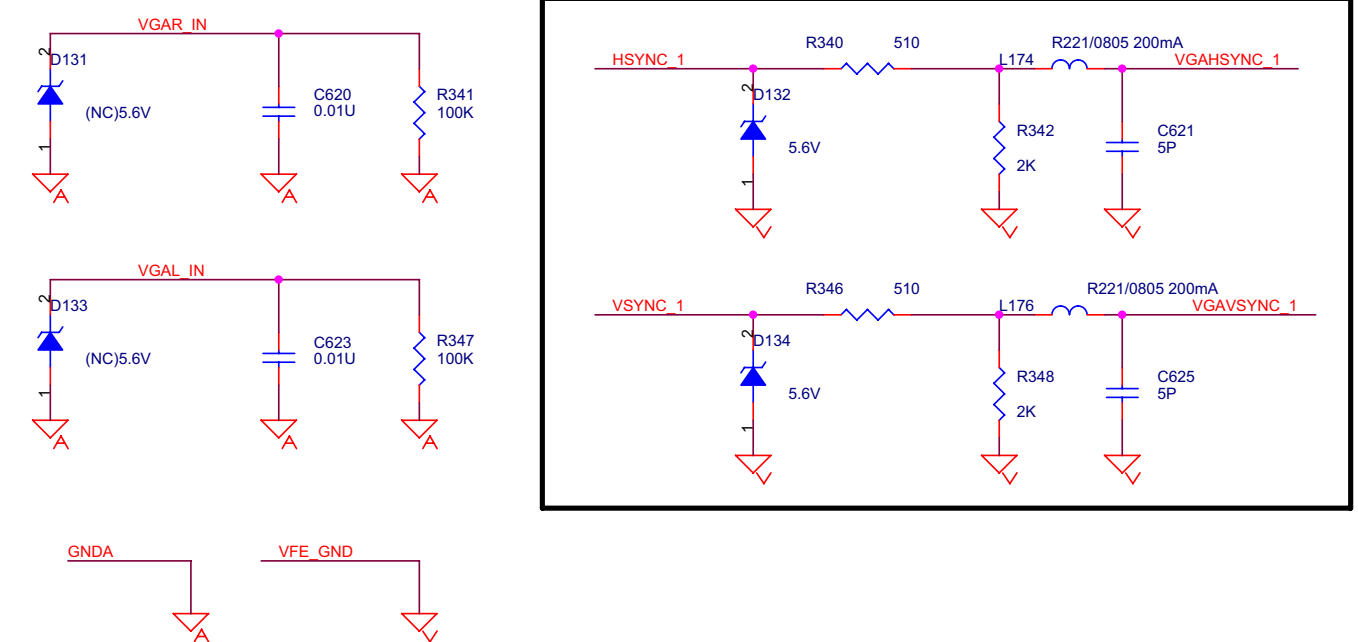 VGAR_IN
2
D131
(NC)5.6V
1
C620
0.01U
R341
100K
A
A
A
VGAL_IN
2
D133
(NC)5.6V
1
C623
0.01U
R347
100K
A
A
A
GNDA
A
VFE_GND
V
HSYNC_1
R340 510
L174
R221/0805 200mA
VGAHSYNC_1
2
D132
5.6V
1
R342
2K
C621
5P
V
V
V
VSYNC_1
R346 510
L176
R221/0805 200mA
VGAVSYNC_1
2
D134
5.6V
1
R348
2K
C625
5P
V
V
V